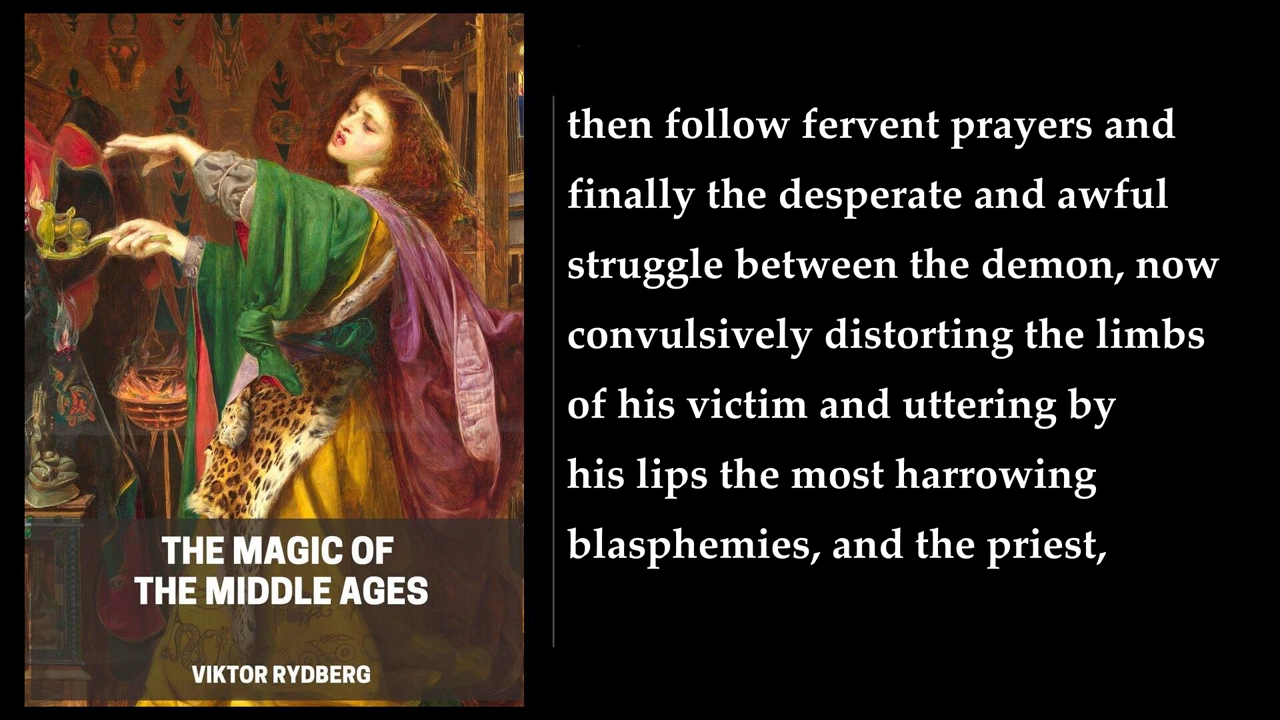 THE MAGIC OF
THE MIDDLE AGES
VIKTOR RYDBERG
then follow fervent prayers and
finally the desperate and awful
struggle between the demon, now
convulsively distorting the limbs
of his victim and uttering by
his lips the most harrowing
blasphemies, and the priest,